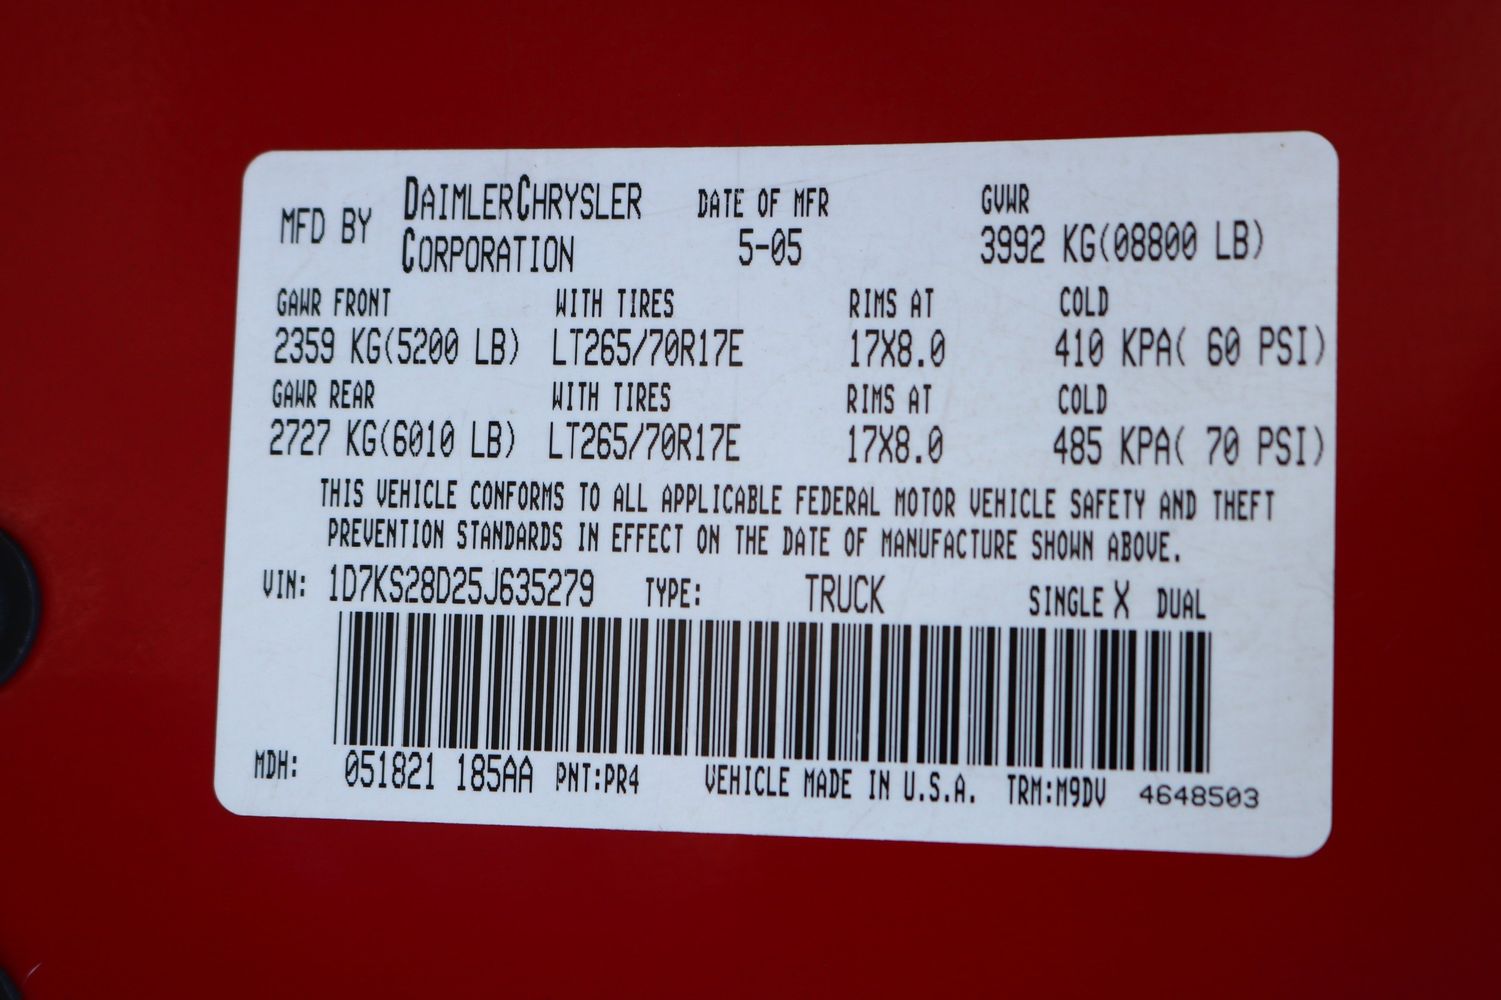 MFD BY DAIMLERCHRYSLER CORPORATION DATE OF MFR 5-05 GVWR 3992 KG(08800 LB)
GAWR FRONT WITH TIRES RIMS AT COLD
2359 KG(5200 LB) LT265/70R17E 17X8.0 410 KPA( 60 PSI)
GAWR REAR WITH TIRES RIMS AT COLD
2727 KG(6010 LB) LT265/70R17E 17X8.0 485 KPA( 70 PSI)
THIS VEHICLE CONFORMS TO ALL APPLICABLE FEDERAL MOTOR VEHICLE SAFETY AND THEFT
PREVENTION STANDARDS IN EFFECT ON THE DATE OF MANUFACTURE SHOWN ABOVE.
VIN: 1D7KS28D25J635279 TYPE: TRUCK SINGLE X DUAL
MDH: 051821 185AA PNT:PR4 VEHICLE MADE IN U.S.A. TRM:M9DV 4648503